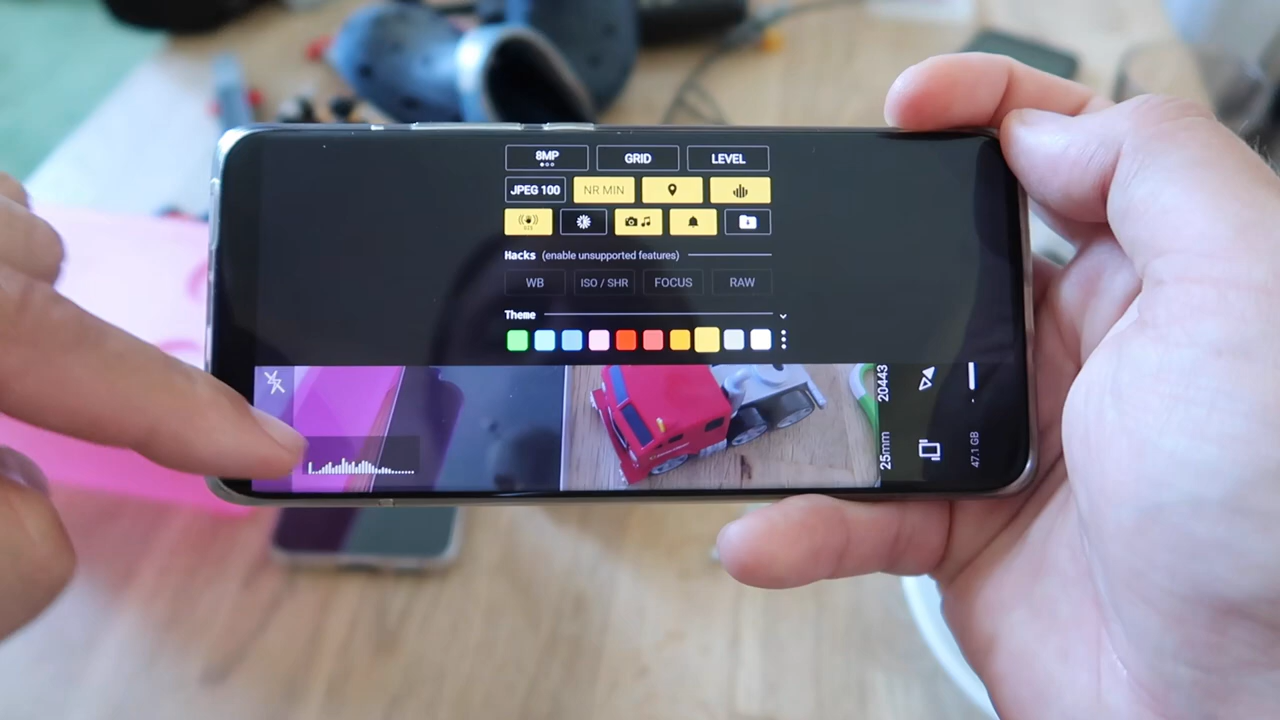 8MP GRID LEVEL
JPEG 100 NR MIN
Hacks (enable unsupported features)
WB ISO / SHR FOCUS RAW
Theme
20443
25mm
47.1 GB